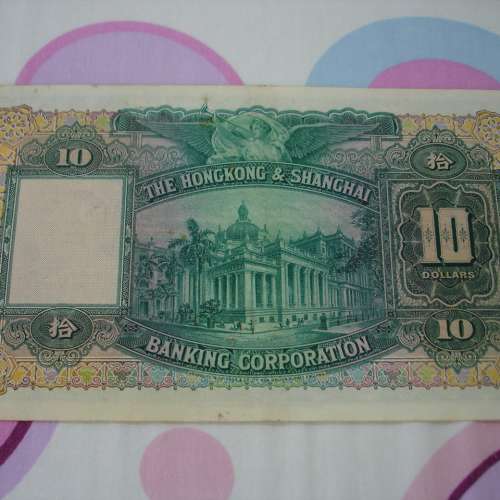 10
拾
THE HONGKONG & SHANGHAI
10
DOLLARS
拾
10
BANKING CORPORATION